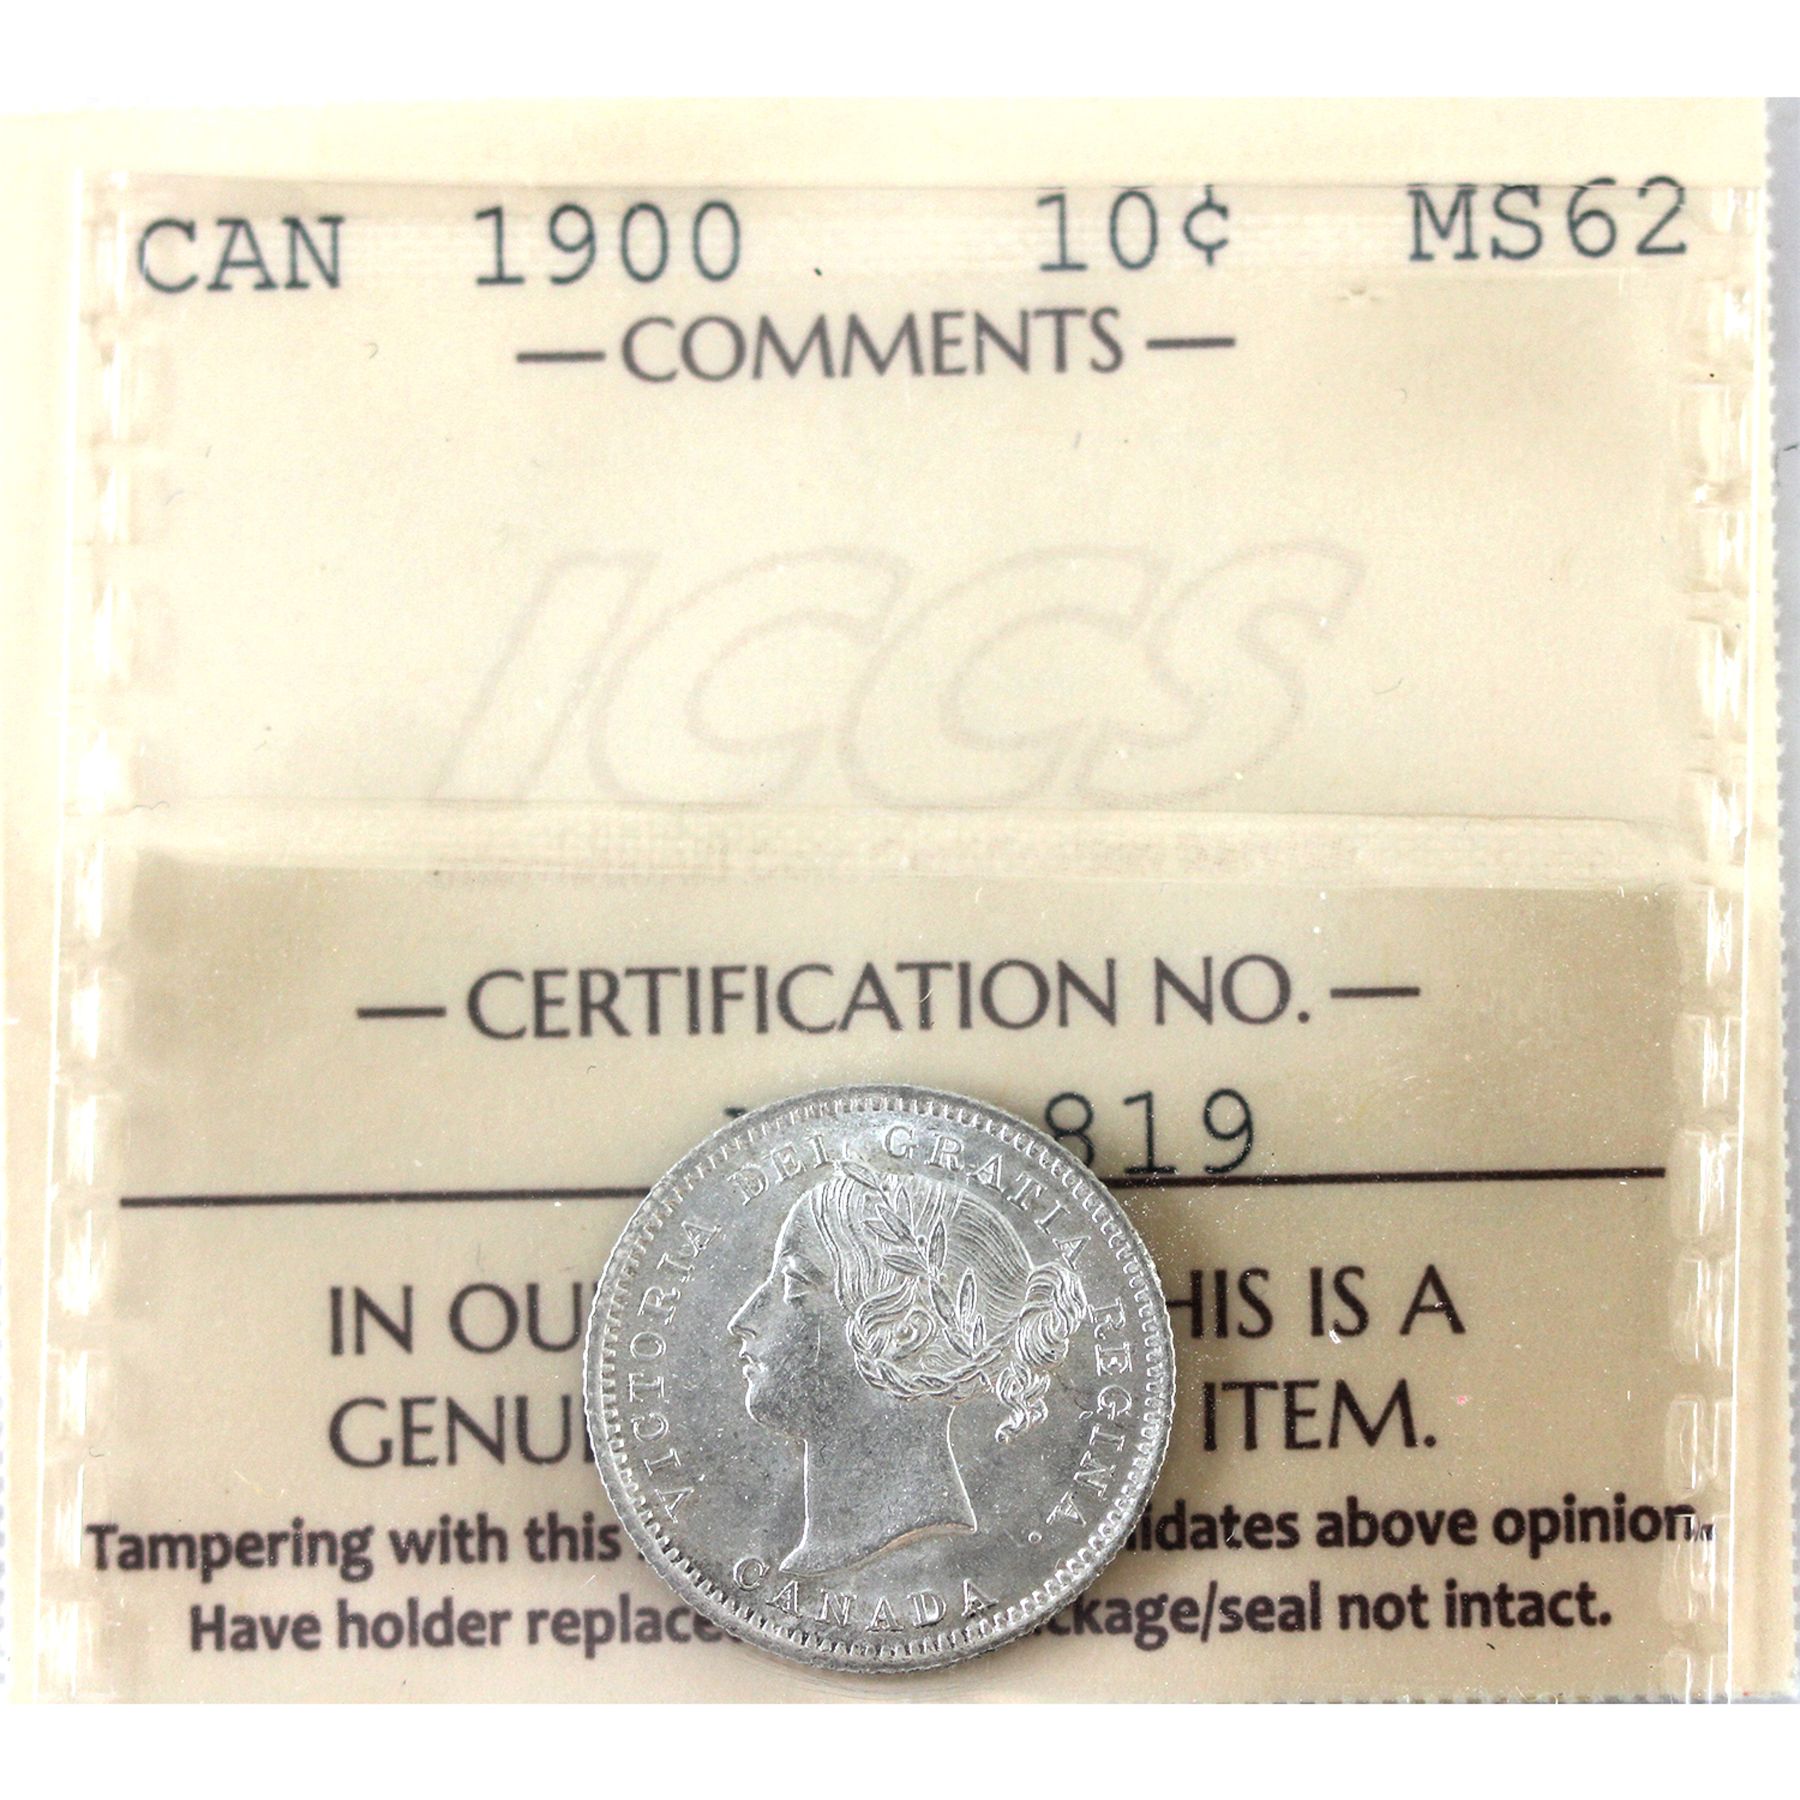 CAN 1900 10¢ MS62
— COMMENTS —
ICCS
— CERTIFICATION NO. —
819
IN OU HIS IS A
GENU ITEM.
Tampering with this idates above opinion.
Have holder replace kage/seal not intact.
VICTORIA DEI GRATIA REGINA.
CANADA